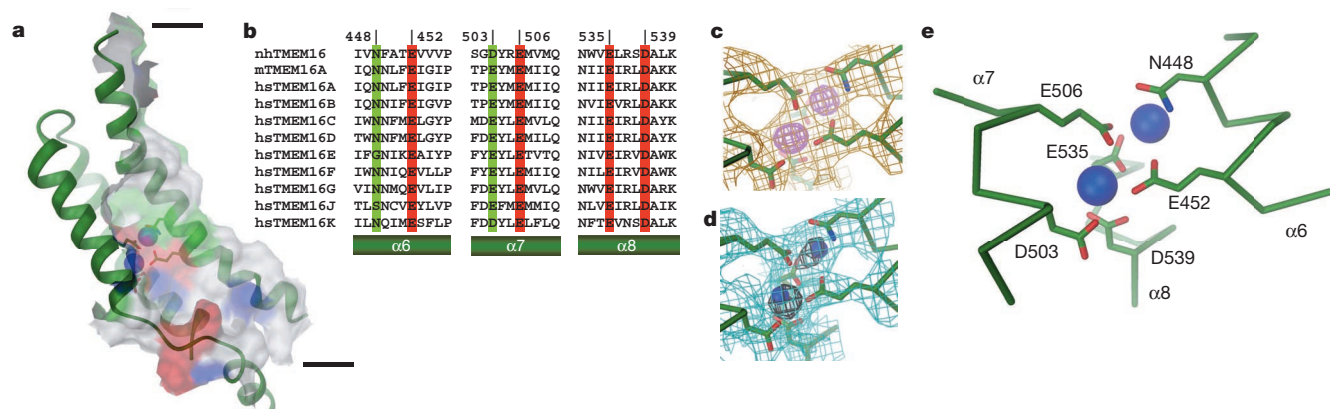 a
b
448 452 503 506 535 539
nhTMEM16 IVNFATEVVVP SGDYREMVMQ NWVELRSDALK
mTMEM16A IQNNLFEIGIP TPEYMEMIIQ NIIEIRLDAKK
hsTMEM16A IQNNLFEIGIP TPEYMEMIIQ NIIEIRLDAKK
hsTMEM16B IQNNIFEIGVP TPEYMEMIIQ NVIEVRLDAKK
hsTMEM16C TWNNFMELGYP MDEYLEMVLQ NIIEIRLDAYK
hsTMEM16D TWNNFMELGYP FDEYLEMILQ NIIEIRLDAYK
hsTMEM16E IFGNIKEAIYP FYEYLETVTQ NIVEIRVDAWK
hsTMEM16F IWNNIQEVLLP FDEYLEMIIQ NIVEIRVDAWK
hsTMEM16G VINNMQEVLIP FDEYLEMVLQ NWVEIRLDARK
hsTMEM16J TLSNCVEYLVP FDEFMEMMIQ NLVEIRLDAIK
hsTMEM16K ILNQIMESFLP FDDYLELFLQ NFTEVNSDALK
α6 α7 α8
c
d
e
α7
E506
N448
E535
E452
D503
D539
α6
α8